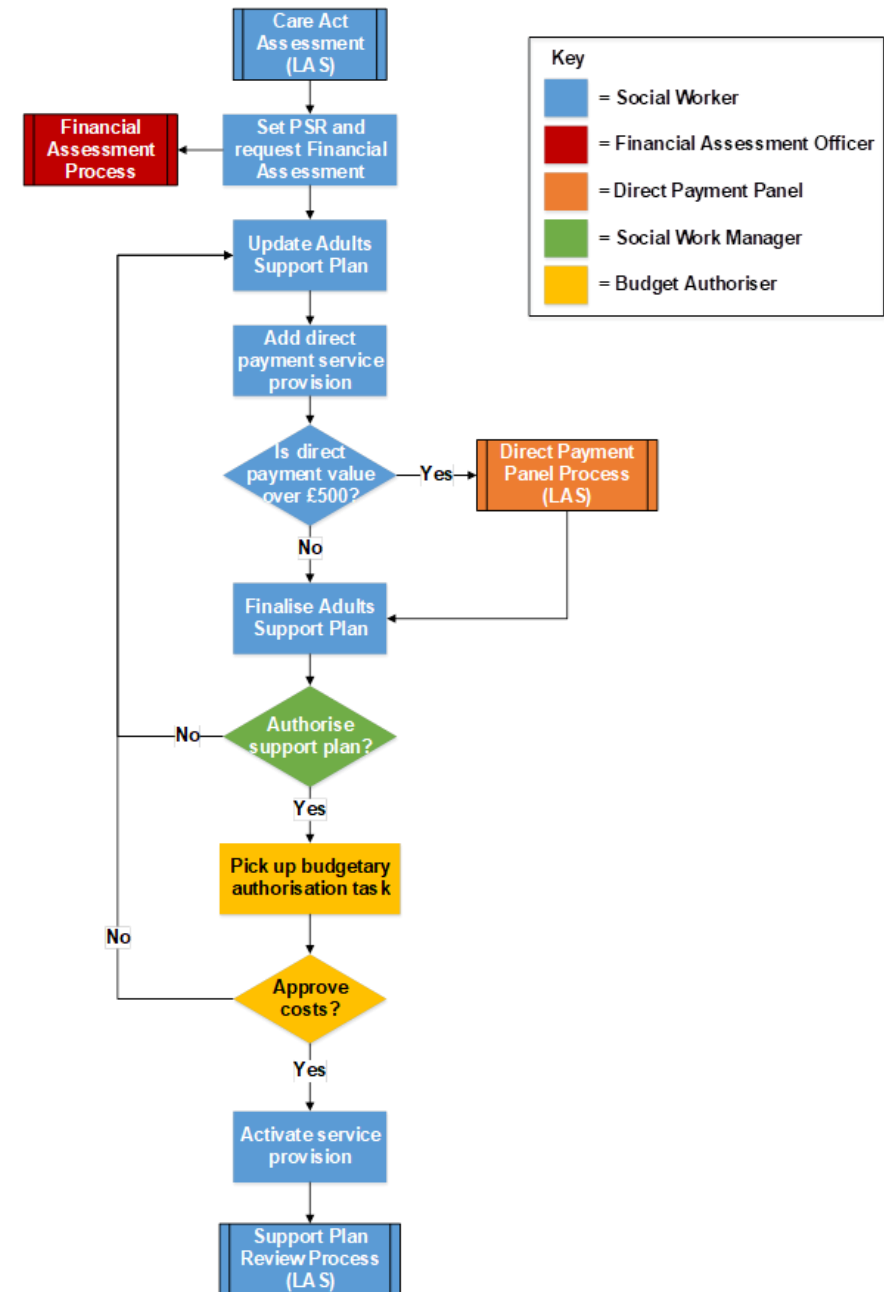 Care Act
Assessment
(LAS)
Key
= Social Worker
= Financial Assessment Officer
= Direct Payment Panel
= Social Work Manager
= Budget Authoriser
Financial
Assessment
Process
Set PSR and
request Financial
Assessment
Update Adults
Support Plan
Add direct
payment service
provision
Is direct
payment value
over £500?
Yes
Direct Payment
Panel Process
(LAS)
No
Finalise Adults
Support Plan
Authorise
support plan?
No
Yes
Pick up budgetary
authorisation task
No
Approve
costs?
Yes
Activate service
provision
Support Plan
Review Process
(LAS)